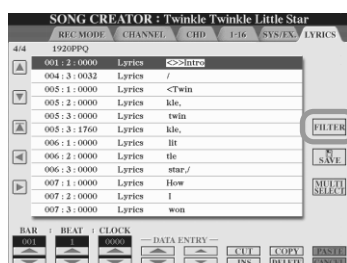 SONG CREATOR : Twinkle Twinkle Little Star
REC MODE CHANNEL CHD 1-16 SYS/EX. LYRICS
4/4 1920PPQ
001 : 2 : 0000 Lyrics <>>Intro
004 : 3 : 0032 Lyrics /
005 : 1 : 0000 Lyrics <Twin
005 : 2 : 0000 Lyrics kle,
005 : 3 : 0000 Lyrics twin
005 : 3 : 1760 Lyrics kle,
006 : 1 : 0000 Lyrics lit
006 : 2 : 0000 Lyrics tle
006 : 3 : 0000 Lyrics star,/
007 : 1 : 0000 Lyrics How
007 : 2 : 0000 Lyrics I
007 : 3 : 0000 Lyrics won
FILTER
SAVE
MULTI
SELECT
BAR : BEAT : CLOCK
001 1 0000 DATA ENTRY
CUT COPY PASTE
INS DELETE CANCEL